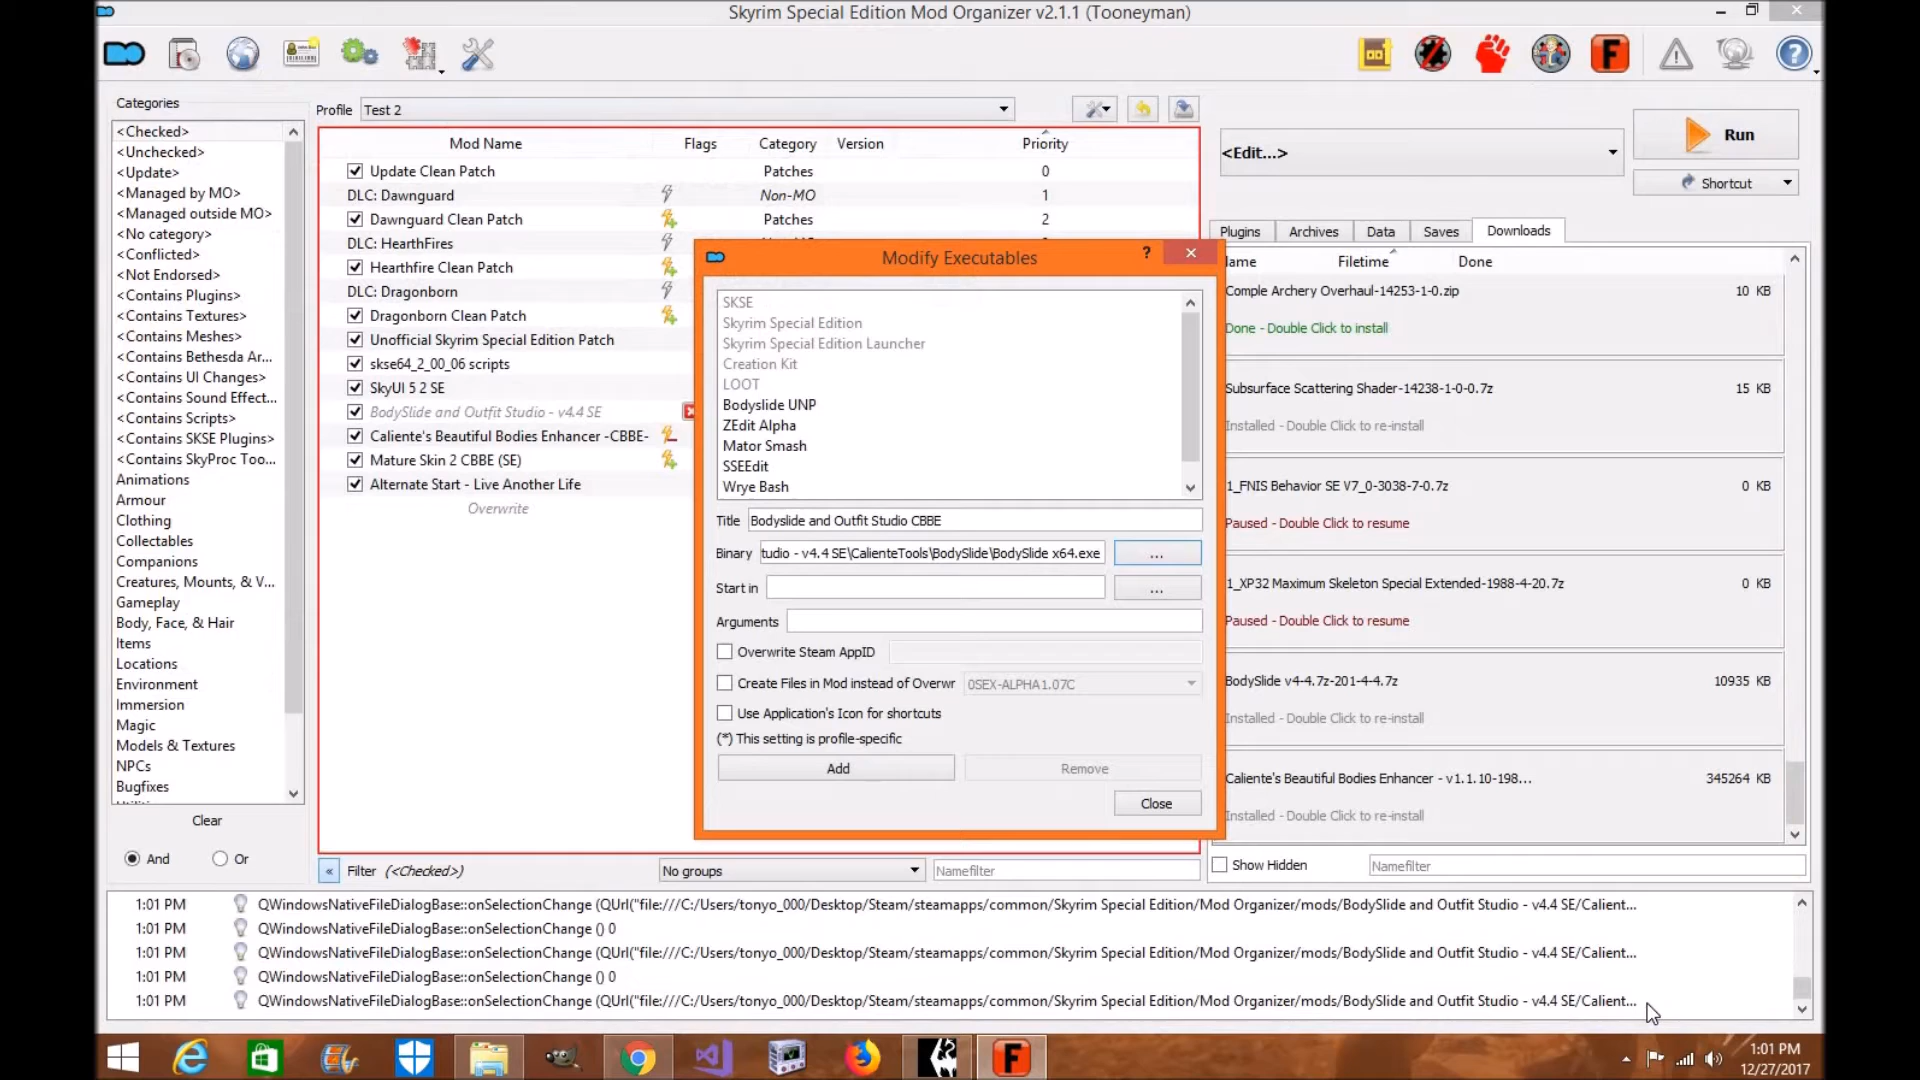 Skyrim Special Edition Mod Organizer v2.1.1 (Tooneyman)
Categories
<Checked>
<Unchecked>
<Update>
<Managed by MO>
<Managed outside MO>
<No category>
<Conflicted>
<Not Endorsed>
<Contains Plugins>
<Contains Textures>
<Contains Meshes>
<Contains Bethesda Ar...
<Contains UI Changes>
<Contains Sound Effect...
<Contains Scripts>
<Contains SKSE Plugins>
<Contains SkyProc Too...
Animations
Armour
Clothing
Collectables
Companions
Creatures, Mounts, & V...
Gameplay
Body, Face, & Hair
Items
Locations
Environment
Immersion
Magic
Models & Textures
NPCs
Bugfixes
Clear
And Or
Profile Test 2
Mod Name Flags Category Version Priority
Update Clean Patch Patches 0
DLC: Dawnguard Non-MO 1
Dawnguard Clean Patch Patches 2
DLC: HearthFires
Hearthfire Clean Patch
DLC: Dragonborn
Dragonborn Clean Patch
Unofficial Skyrim Special Edition Patch
skse64_2_00_06 scripts
SkyUI 5 2 SE
BodySlide and Outfit Studio - v4.4 SE
Caliente's Beautiful Bodies Enhancer -CBBE-
Mature Skin 2 CBBE (SE)
Alternate Start - Live Another Life
Overwrite
« Filter (<Checked>)
No groups
Namefilter
Modify Executables
?
SKSE
Skyrim Special Edition
Skyrim Special Edition Launcher
Creation Kit
LOOT
Bodyslide UNP
ZEdit Alpha
Mator Smash
SSEEdit
Wrye Bash
Title Bodyslide and Outfit Studio CBBE
Binary tudio - v4.4 SE\CalienteTools\BodySlide\BodySlide x64.exe ...
Start in ...
Arguments
Overwrite Steam AppID
Create Files in Mod instead of Overwr 0SEX-ALPHA1.07C
Use Application's Icon for shortcuts
(*) This setting is profile-specific
Add Remove
Close
<Edit...>
Run
Shortcut
Plugins Archives Data Saves Downloads
lame Filetime Done
Comple Archery Overhaul-14253-1-0.zip 10 KB
Done - Double Click to install
Subsurface Scattering Shader-14238-1-0-0.7z 15 KB
Installed - Double Click to re-install
1_FNIS Behavior SE V7_0-3038-7-0.7z 0 KB
Paused - Double Click to resume
1_XP32 Maximum Skeleton Special Extended-1988-4-20.7z 0 KB
Paused - Double Click to resume
BodySlide v4-4.7z-201-4-4.7z 10935 KB
Installed - Double Click to re-install
Caliente's Beautiful Bodies Enhancer - v1.1.10-198... 345264 KB
Installed - Double Click to re-install
Show Hidden Namefilter
1:01 PM QWindowsNativeFileDialogBase::onSelectionChange (QUrl("file:///C:/Users/tonyo_000/Desktop/Steam/steamapps/common/Skyrim Special Edition/Mod Organizer/mods/BodySlide and Outfit Studio - v4.4 SE/Calient...
1:01 PM QWindowsNativeFileDialogBase::onSelectionChange () 0
1:01 PM QWindowsNativeFileDialogBase::onSelectionChange (QUrl("file:///C:/Users/tonyo_000/Desktop/Steam/steamapps/common/Skyrim Special Edition/Mod Organizer/mods/BodySlide and Outfit Studio - v4.4 SE/Calient...
1:01 PM QWindowsNativeFileDialogBase::onSelectionChange () 0
1:01 PM QWindowsNativeFileDialogBase::onSelectionChange (QUrl("file:///C:/Users/tonyo_000/Desktop/Steam/steamapps/common/Skyrim Special Edition/Mod Organizer/mods/BodySlide and Outfit Studio - v4.4 SE/Calient...
F
1:01 PM
12/27/2017